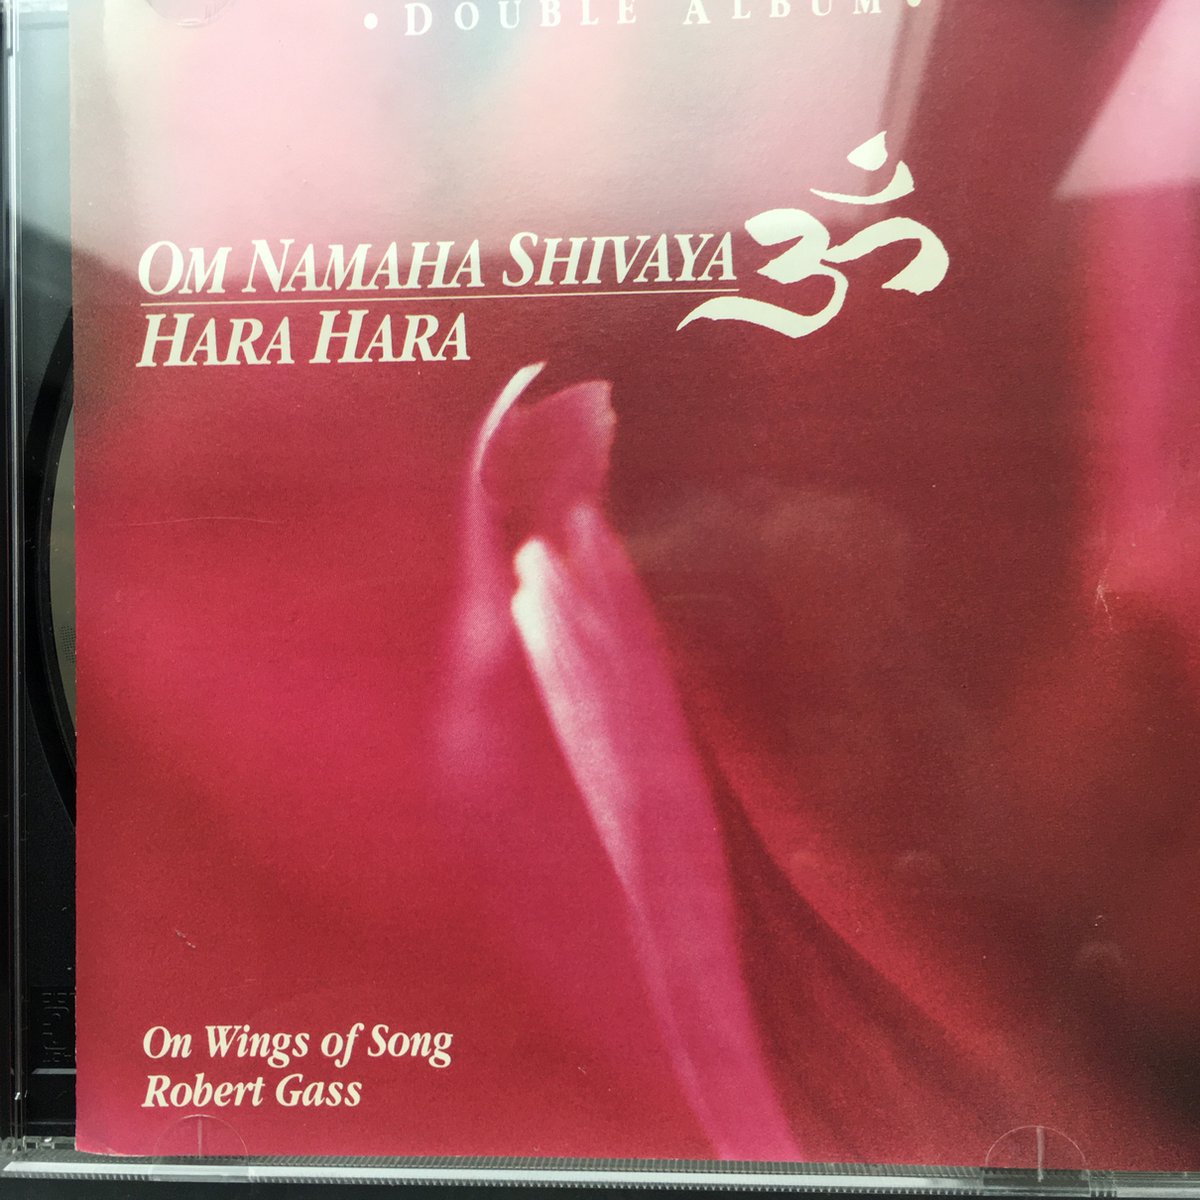 • DOUBLE ALBUM •
OM NAMAHA SHIVAYA ॐ
HARA HARA
On Wings of Song
Robert Gass